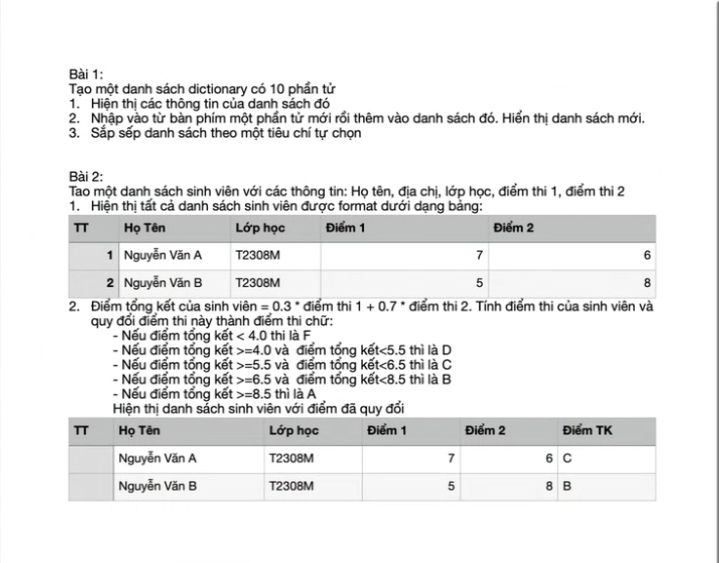 Bài 1:
Tạo một danh sách dictionary có 10 phần tử
1. Hiện thị các thông tin của danh sách đó
2. Nhập vào từ bàn phím một phần tử mới rồi thêm vào danh sách đó. Hiển thị danh sách mới.
3. Sắp sếp danh sách theo một tiêu chí tự chọn
Bài 2:
Tao một danh sách sinh viên với các thông tin: Họ tên, địa chị, lớp học, điểm thi 1, điểm thi 2
1. Hiện thị tất cả danh sách sinh viên được format dưới dạng bảng:
TT Họ Tên Lớp học Điểm 1 Điểm 2
1 Nguyễn Văn A T2308M 7 6
2 Nguyễn Văn B T2308M 5 8
2. Điểm tổng kết của sinh viên = 0.3 * điểm thi 1 + 0.7 * điểm thi 2. Tính điểm thi của sinh viên và
quy đổi điểm thi này thành điểm thi chữ:
- Nếu điểm tổng kết < 4.0 thi là F
- Nếu điểm tổng kết >=4.0 và điểm tổng kết<5.5 thì là D
- Nếu điểm tổng kết >=5.5 và điểm tổng kết<6.5 thì là C
- Nếu điểm tổng kết >=6.5 và điểm tổng kết<8.5 thì là B
- Nếu điểm tổng kết >=8.5 thì là A
Hiện thị danh sách sinh viên với điểm đã quy đổi
TT Họ Tên Lớp học Điểm 1 Điểm 2 Điểm TK
Nguyễn Văn A T2308M 7 6 C
Nguyễn Văn B T2308M 5 8 B